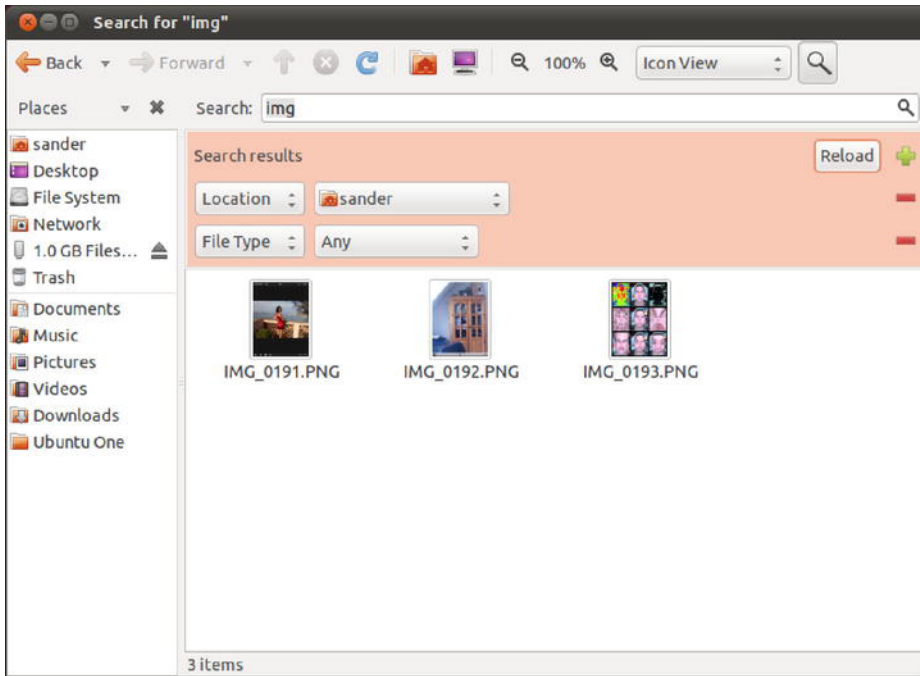 Search for "img"
Back Forward 100% Icon View
Places Search: img
sander
Desktop
File System
Network
1.0 GB Files...
Trash
Documents
Music
Pictures
Videos
Downloads
Ubuntu One
Search results Reload
Location sander
File Type Any
IMG_0191.PNG IMG_0192.PNG IMG_0193.PNG
3 items